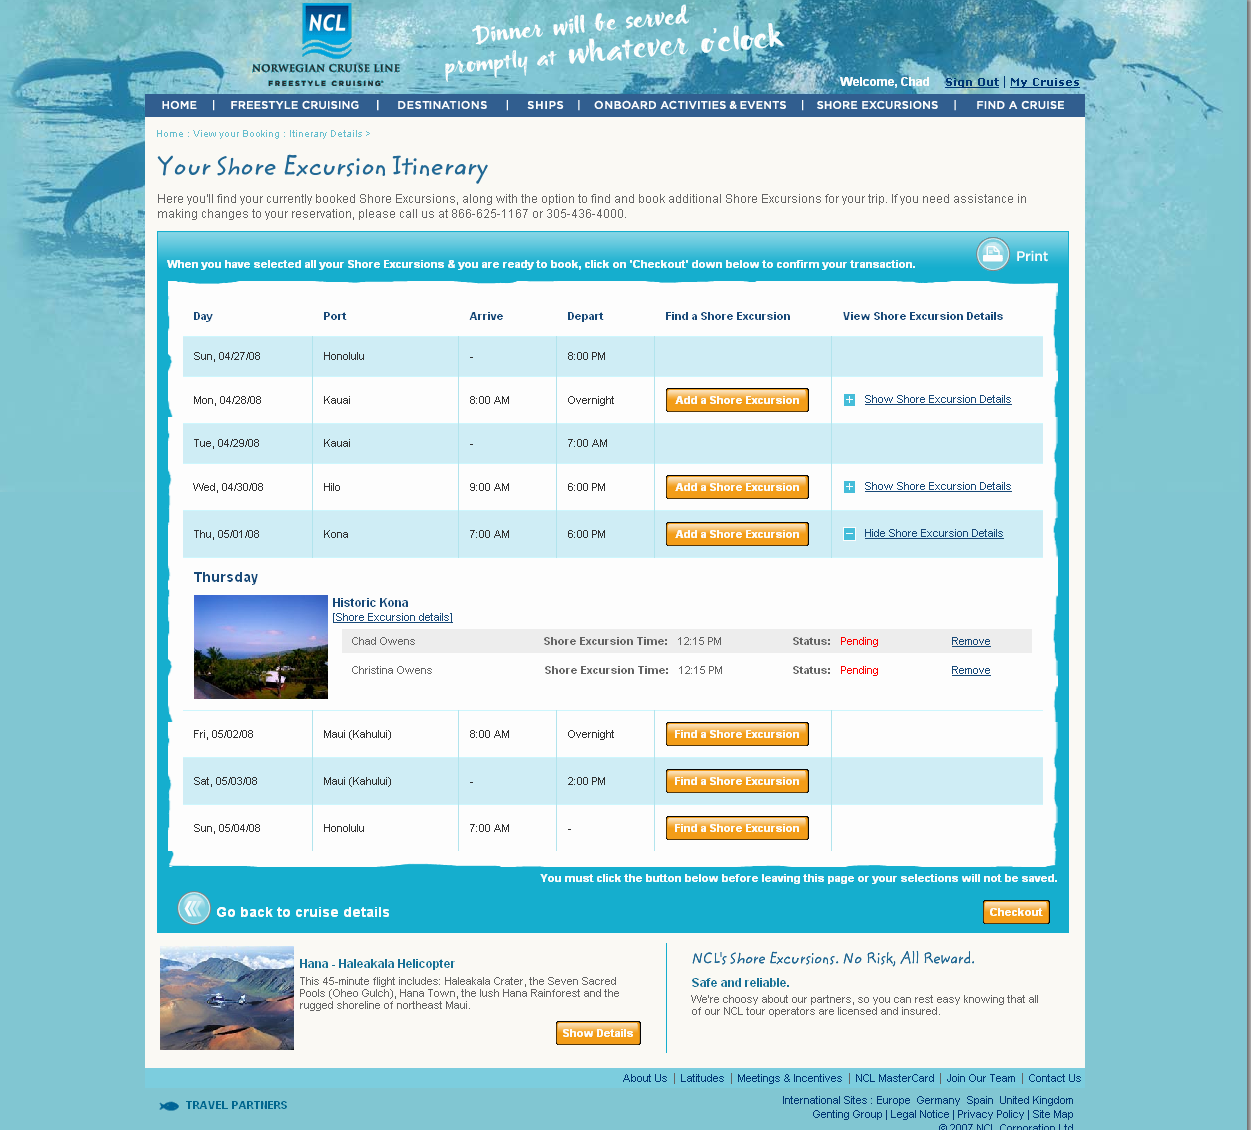 NCL
NORWEGIAN CRUISE LINE
FREESTYLE CRUISING
Dinner will be served
promptly at whatever o'clock
Welcome, Chad Sign Out | My Cruises
HOME | FREESTYLE CRUISING | DESTINATIONS | SHIPS | ONBOARD ACTIVITIES & EVENTS | SHORE EXCURSIONS | FIND A CRUISE
Home : View your Booking : Itinerary Details >
Your Shore Excursion Itinerary
Here you'll find your currently booked Shore Excursions, along with the option to find and book additional Shore Excursions for your trip. If you need assistance in
making changes to your reservation, please call us at 866-625-1167 or 305-436-4000.
Print
When you have selected all your Shore Excursions & you are ready to book, click on 'Checkout' down below to confirm your transaction.
Day Port Arrive Depart Find a Shore Excursion View Shore Excursion Details
Sun, 04/27/08 Honolulu - 8:00 PM
Mon, 04/28/08 Kauai 8:00 AM Overnight Add a Shore Excursion Show Shore Excursion Details
Tue, 04/29/08 Kauai - 7:00 AM
Wed, 04/30/08 Hilo 9:00 AM 6:00 PM Add a Shore Excursion Show Shore Excursion Details
Thu, 05/01/08 Kona 7:00 AM 6:00 PM Add a Shore Excursion Hide Shore Excursion Details
Thursday
Historic Kona
[Shore Excursion details]
Chad Owens Shore Excursion Time: 12:15 PM Status: Pending Remove
Christina Owens Shore Excursion Time: 12:15 PM Status: Pending Remove
Fri, 05/02/08 Maui (Kahului) 8:00 AM Overnight Find a Shore Excursion
Sat, 05/03/08 Maui (Kahului) - 2:00 PM Find a Shore Excursion
Sun, 05/04/08 Honolulu 7:00 AM - Find a Shore Excursion
You must click the button below before leaving this page or your selections will not be saved.
Go back to cruise details Checkout
Hana - Haleakala Helicopter
This 45-minute flight includes: Haleakala Crater, the Seven Sacred
Pools (Oheo Gulch), Hana Town, the lush Hana Rainforest and the
rugged shoreline of northeast Maui.
Show Details
NCL's Shore Excursions. No Risk, All Reward.
Safe and reliable.
We're choosy about our partners, so you can rest easy knowing that all
of our NCL tour operators are licensed and insured.
About Us | Latitudes | Meetings & Incentives | NCL MasterCard | Join Our Team | Contact Us
TRAVEL PARTNERS
International Sites : Europe Germany Spain United Kingdom
Genting Group | Legal Notice | Privacy Policy | Site Map
© 2007 NCL Corporation Ltd